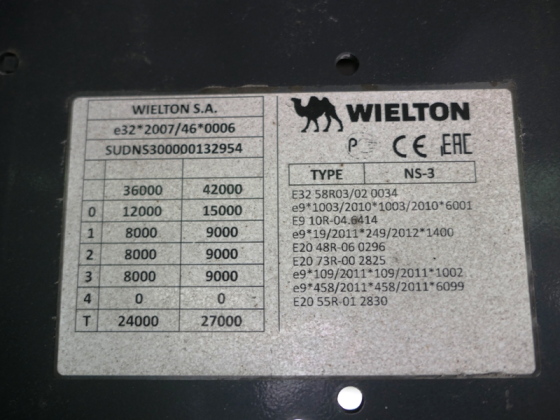 WIELTON S.A.
e32*2007/46*0006
SUDNS300000132954
36000 42000
0 12000 15000
1 8000 9000
2 8000 9000
3 8000 9000
4 0 0
T 24000 27000
WIELTON
P CE EAC
TYPE NS-3
E32 58R03/02 0034
e9*1003/2010*1003/2010*6001
E9 10R-04.6414
e9*19/2011*249/2012*1400
E20 48R-06 0296
E20 73R-00 2825
e9*109/2011*109/2011*1002
e9*458/2011*458/2011*6099
E20 55R-01 2830